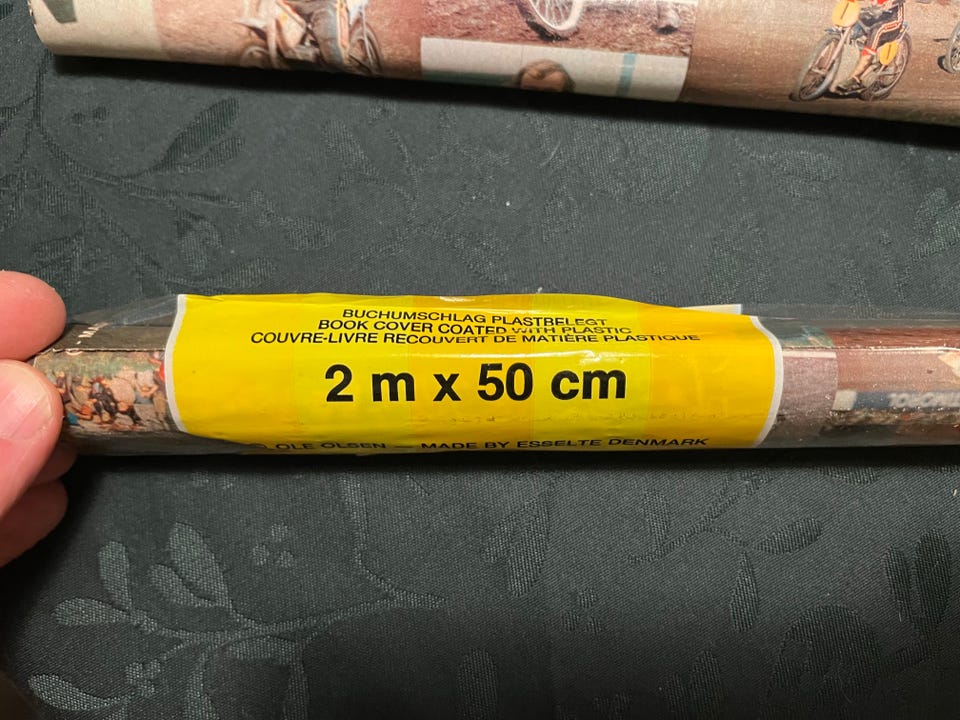 BUCHUMSCHLAG PLASTBELEGT
BOOK COVER COATED WITH PLASTIC
COUVRE-LIVRE RECOUVERT DE MATIÈRE PLASTIQUE
2 m x 50 cm
© OLE OLSEN — MADE BY ESSELTE DENMARK